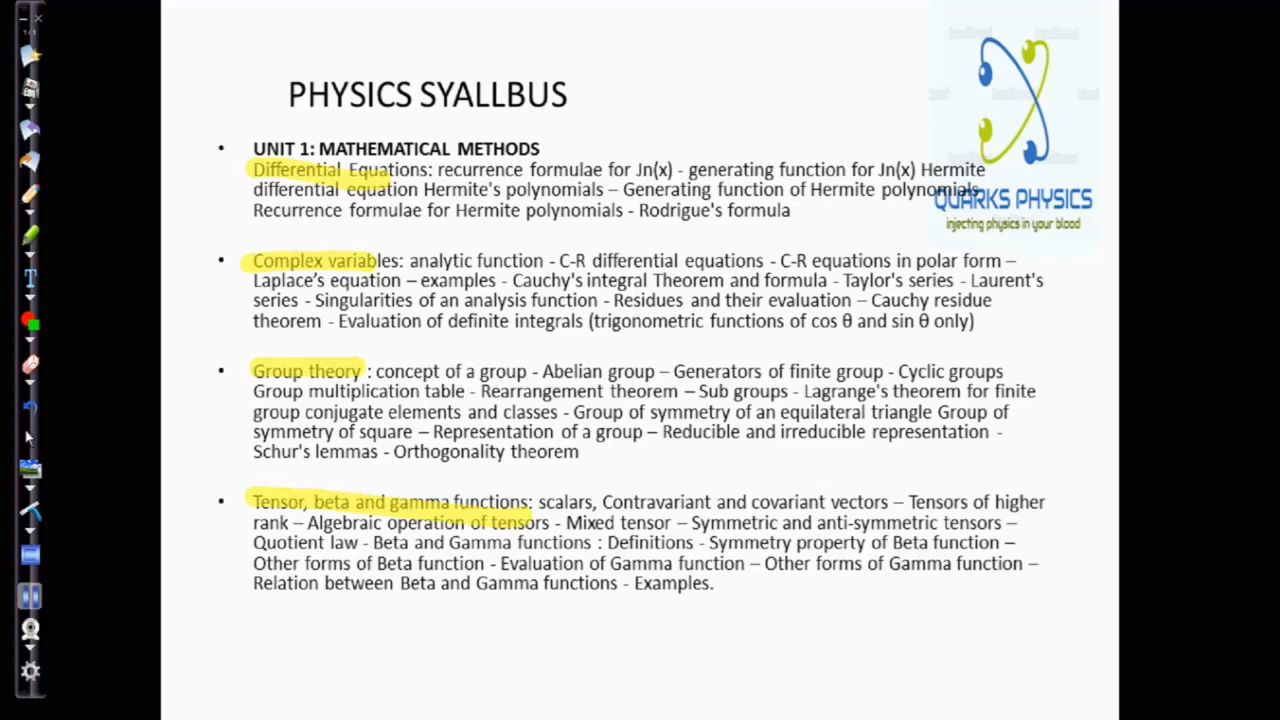 PHYSICS SYALLBUS
• UNIT 1: MATHEMATICAL METHODS
Differential Equations: recurrence formulae for Jn(x) - generating function for Jn(x) Hermite
differential equation Hermite's polynomials – Generating function of Hermite polynomials
Recurrence formulae for Hermite polynomials - Rodrigue's formula
• Complex variables: analytic function - C-R differential equations - C-R equations in polar form –
Laplace’s equation – examples - Cauchy's integral Theorem and formula - Taylor's series - Laurent's
series - Singularities of an analysis function - Residues and their evaluation – Cauchy residue
theorem - Evaluation of definite integrals (trigonometric functions of cos θ and sin θ only)
• Group theory : concept of a group - Abelian group – Generators of finite group - Cyclic groups
Group multiplication table - Rearrangement theorem – Sub groups - Lagrange's theorem for finite
group conjugate elements and classes - Group of symmetry of an equilateral triangle Group of
symmetry of square – Representation of a group – Reducible and irreducible representation -
Schur's lemmas - Orthogonality theorem
• Tensor, beta and gamma functions: scalars, Contravariant and covariant vectors – Tensors of higher
rank – Algebraic operation of tensors - Mixed tensor – Symmetric and anti-symmetric tensors –
Quotient law - Beta and Gamma functions : Definitions - Symmetry property of Beta function –
Other forms of Beta function - Evaluation of Gamma function – Other forms of Gamma function –
Relation between Beta and Gamma functions - Examples.
QUARKS PHYSICS
injecting physics in your blood
1/1
T